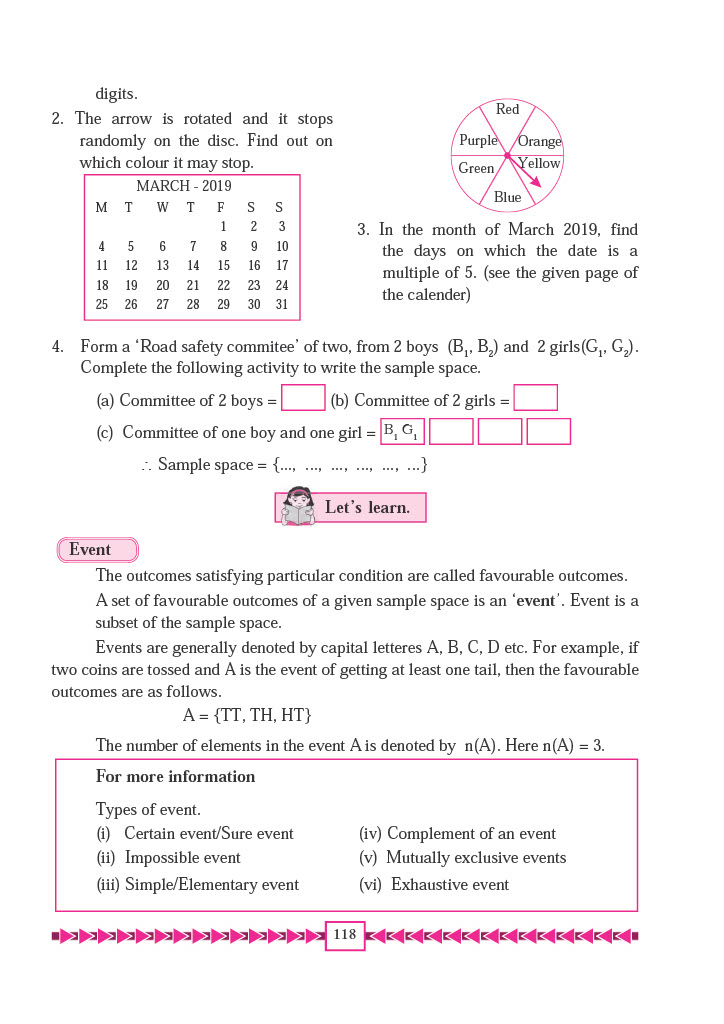 digits.
2. The arrow is rotated and it stops
randomly on the disc. Find out on
which colour it may stop.
Red
Purple Orange
Green Yellow
Blue
MARCH - 2019
M T W T F S S
1 2 3
4 5 6 7 8 9 10
11 12 13 14 15 16 17
18 19 20 21 22 23 24
25 26 27 28 29 30 31
3. In the month of March 2019, find
the days on which the date is a
multiple of 5. (see the given page of
the calender)
4. Form a ‘Road safety commitee’ of two, from 2 boys (B₁, B₂) and 2 girls(G₁, G₂).
Complete the following activity to write the sample space.
(a) Committee of 2 boys = (b) Committee of 2 girls =
(c) Committee of one boy and one girl = B₁ G₁
∴ Sample space = {..., ..., ..., ..., ..., ...}
Let’s learn.
Event
The outcomes satisfying particular condition are called favourable outcomes.
A set of favourable outcomes of a given sample space is an ‘event’. Event is a
subset of the sample space.
Events are generally denoted by capital letteres A, B, C, D etc. For example, if
two coins are tossed and A is the event of getting at least one tail, then the favourable
outcomes are as follows.
A = {TT, TH, HT}
The number of elements in the event A is denoted by n(A). Here n(A) = 3.
For more information
Types of event.
(i) Certain event/Sure event (iv) Complement of an event
(ii) Impossible event (v) Mutually exclusive events
(iii) Simple/Elementary event (vi) Exhaustive event
118